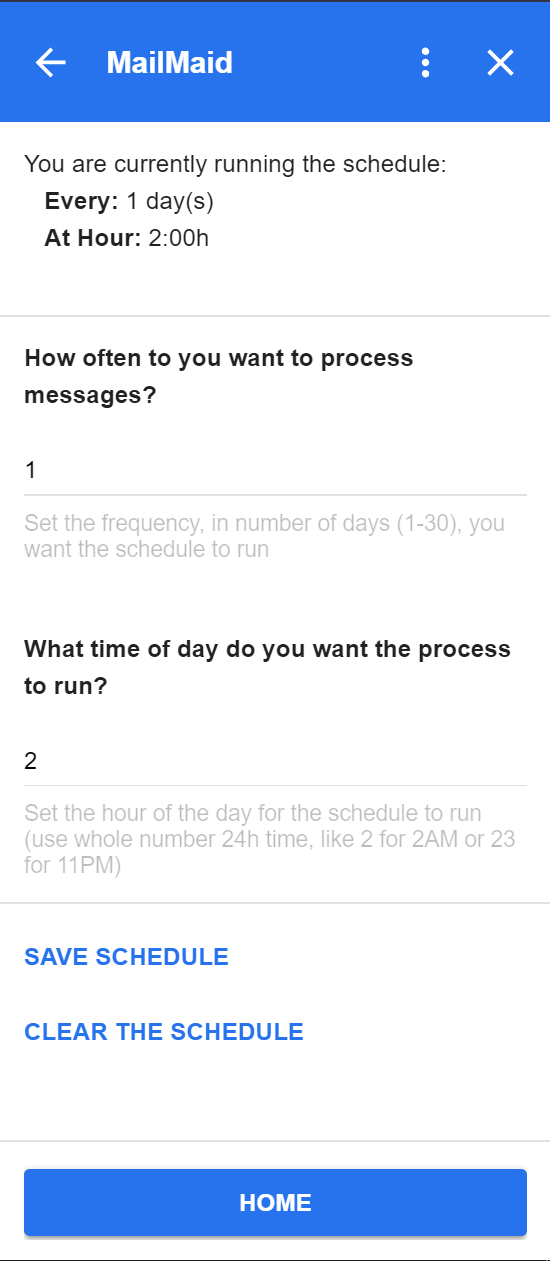 MailMaid
You are currently running the schedule:
Every: 1 day(s)
At Hour: 2:00h
How often to you want to process
messages?
1
Set the frequency, in number of days (1-30), you
want the schedule to run
What time of day do you want the process
to run?
2
Set the hour of the day for the schedule to run
(use whole number 24h time, like 2 for 2AM or 23
for 11PM)
SAVE SCHEDULE
CLEAR THE SCHEDULE
HOME